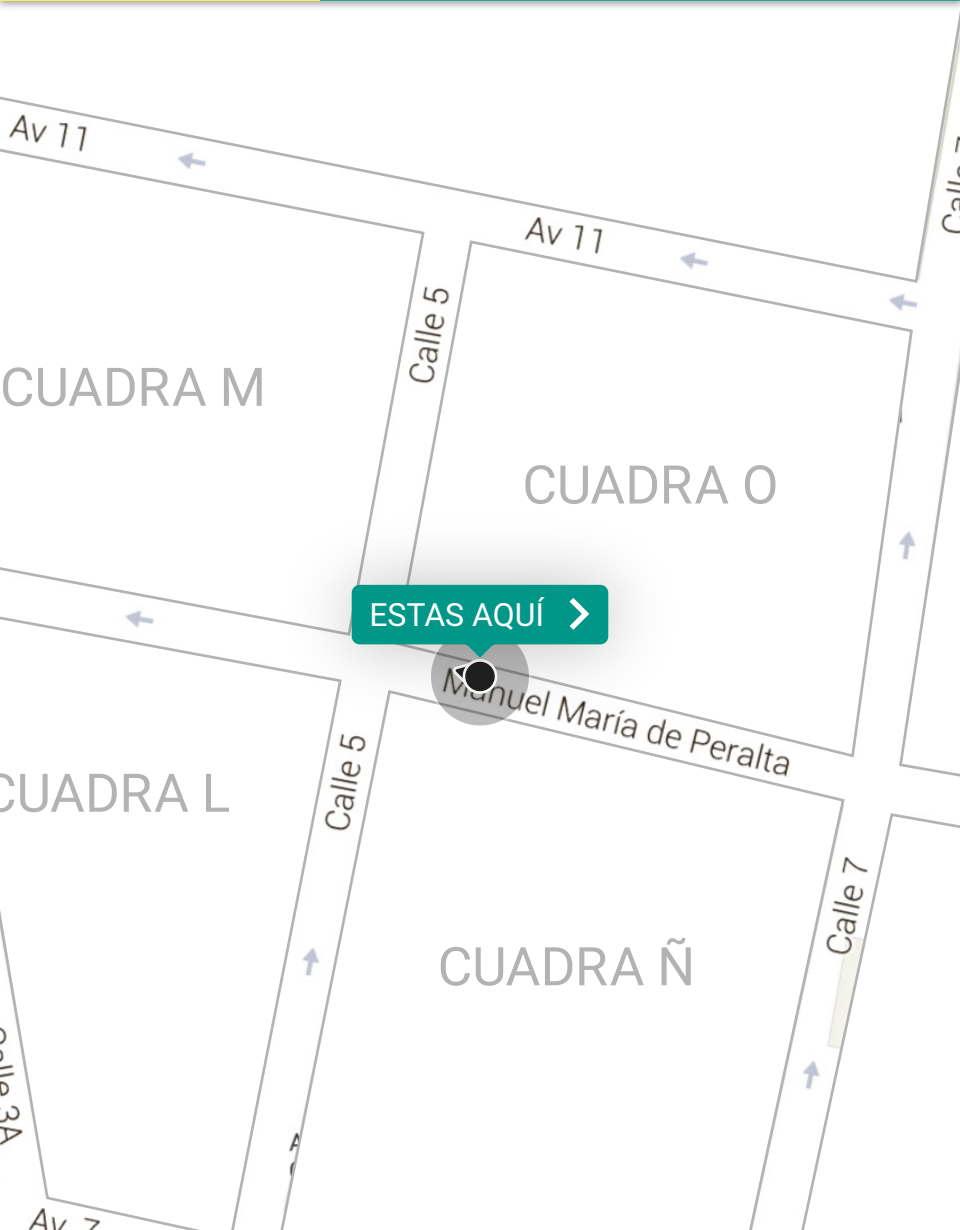 Av 11
Av 11
Calle 5
CUADRA M
CUADRA O
ESTAS AQUÍ
Manuel María de Peralta
Calle 5
CUADRA L
Calle 7
CUADRA Ñ
Calle 3A